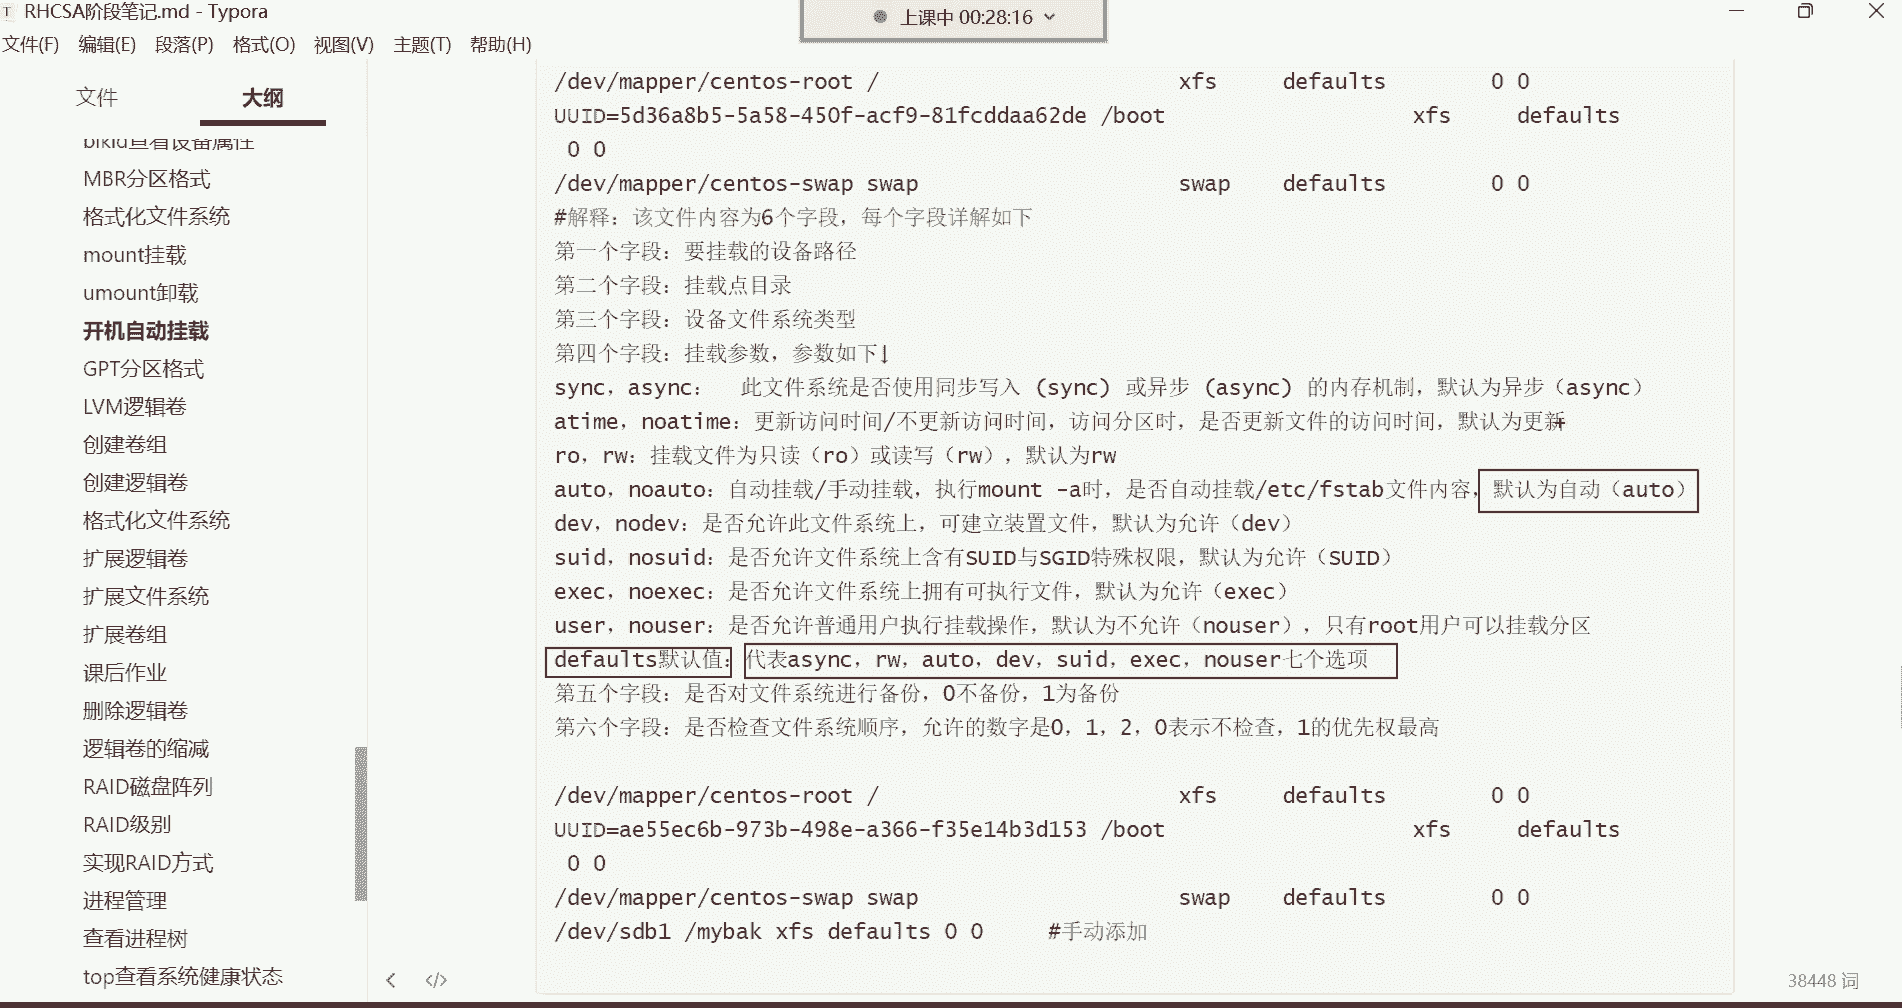 RHCSA阶段笔记.md - Typora
上课中 00:28:16
文件(F) 编辑(E) 段落(P) 格式(O) 视图(V) 主题(T) 帮助(H)
文件 大纲
blkid查看设备属性
MBR分区格式
格式化文件系统
mount挂载
umount卸载
开机自动挂载
GPT分区格式
LVM逻辑卷
创建卷组
创建逻辑卷
格式化文件系统
扩展逻辑卷
扩展文件系统
扩展卷组
课后作业
删除逻辑卷
逻辑卷的缩减
RAID磁盘阵列
RAID级别
实现RAID方式
进程管理
查看进程树
top查看系统健康状态
/dev/mapper/centos-root / xfs defaults 0 0
UUID=5d36a8b5-5a58-450f-acf9-81fcddaa62de /boot xfs defaults
0 0
/dev/mapper/centos-swap swap swap defaults 0 0
#解释：该文件内容为6个字段，每个字段详解如下
第一个字段：要挂载的设备路径
第二个字段：挂载点目录
第三个字段：设备文件系统类型
第四个字段：挂载参数，参数如下↓
sync，async： 此文件系统是否使用同步写入 (sync) 或异步 (async) 的内存机制，默认为异步（async）
atime，noatime：更新访问时间/不更新访问时间，访问分区时，是否更新文件的访问时间，默认为更新
ro，rw：挂载文件为只读（ro）或读写（rw），默认为rw
auto，noauto：自动挂载/手动挂载，执行mount -a时，是否自动挂载/etc/fstab文件内容，默认为自动（auto）
dev，nodev：是否允许此文件系统上，可建立装置文件，默认为允许（dev）
suid，nosuid：是否允许文件系统上含有SUID与SGID特殊权限，默认为允许（SUID）
exec，noexec：是否允许文件系统上拥有可执行文件，默认为允许（exec）
user，nouser：是否允许普通用户执行挂载操作，默认为不允许（nouser），只有root用户可以挂载分区
defaults默认值：代表async，rw，auto，dev，suid，exec，nouser七个选项
第五个字段：是否对文件系统进行备份，0不备份，1为备份
第六个字段：是否检查文件系统顺序，允许的数字是0，1，2，0表示不检查，1的优先权最高
/dev/mapper/centos-root / xfs defaults 0 0
UUID=ae55ec6b-973b-498e-a366-f35e14b3d153 /boot xfs defaults
0 0
/dev/mapper/centos-swap swap swap defaults 0 0
/dev/sdb1 /mybak xfs defaults 0 0 #手动添加
38448 词